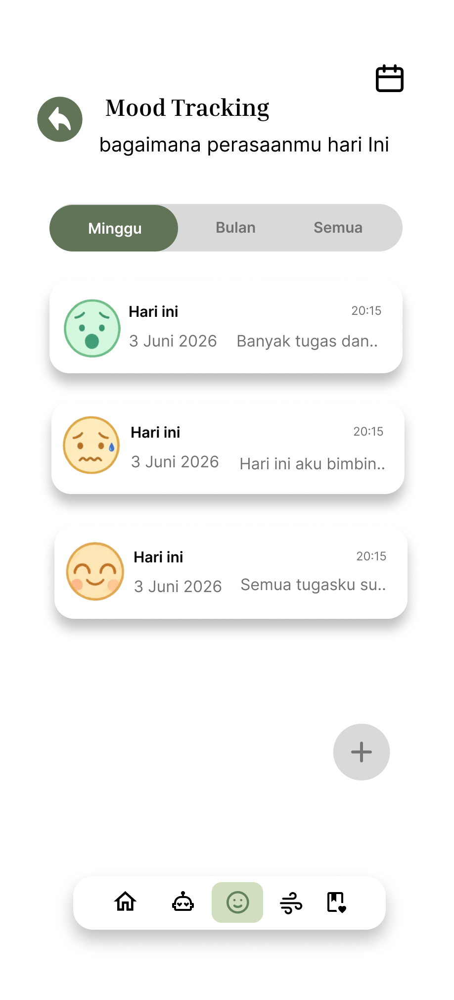 Mood Tracking
bagaimana perasaanmu hari Ini
Minggu Bulan Semua
Hari ini 20:15
3 Juni 2026 Banyak tugas dan..
Hari ini 20:15
3 Juni 2026 Hari ini aku bimbin..
Hari ini 20:15
3 Juni 2026 Semua tugasku su..